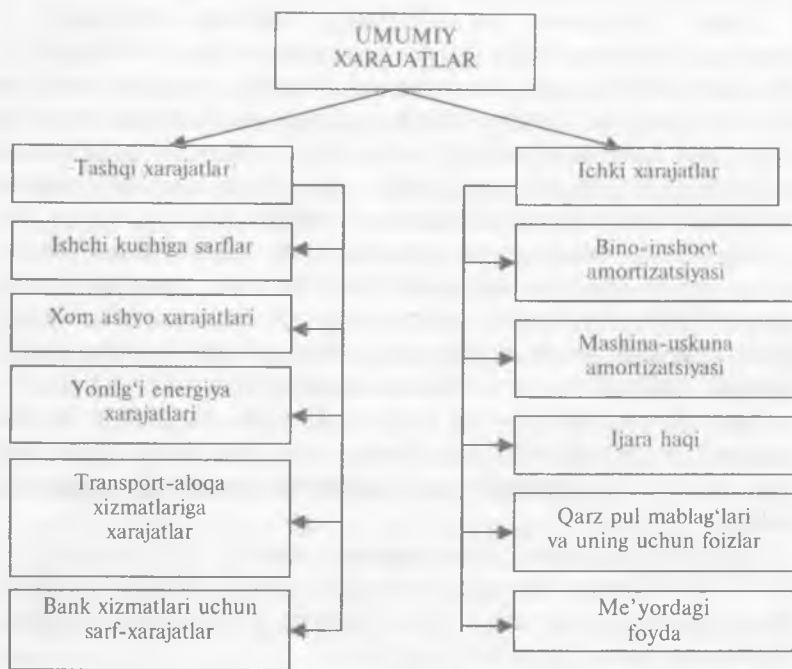 UMUMIY
XARAJATLAR
Tashqi xarajatlar
Ishchi kuchiga sarflar
Xom ashyo xarajatlari
Yonilg‘i energiya
xarajatlari
Transport-aloqa
xizmatlariga
xarajatlar
Bank xizmatlari uchun
sarf-xarajatlar
Ichki xarajatlar
Bino-inshoet
amortizatsiyasi
Mashina-uskuna
amortizatsiyasi
Ijara haqi
Qarz pul mablag‘lari
va uning uchun foizlar
Me’yordagi
foyda